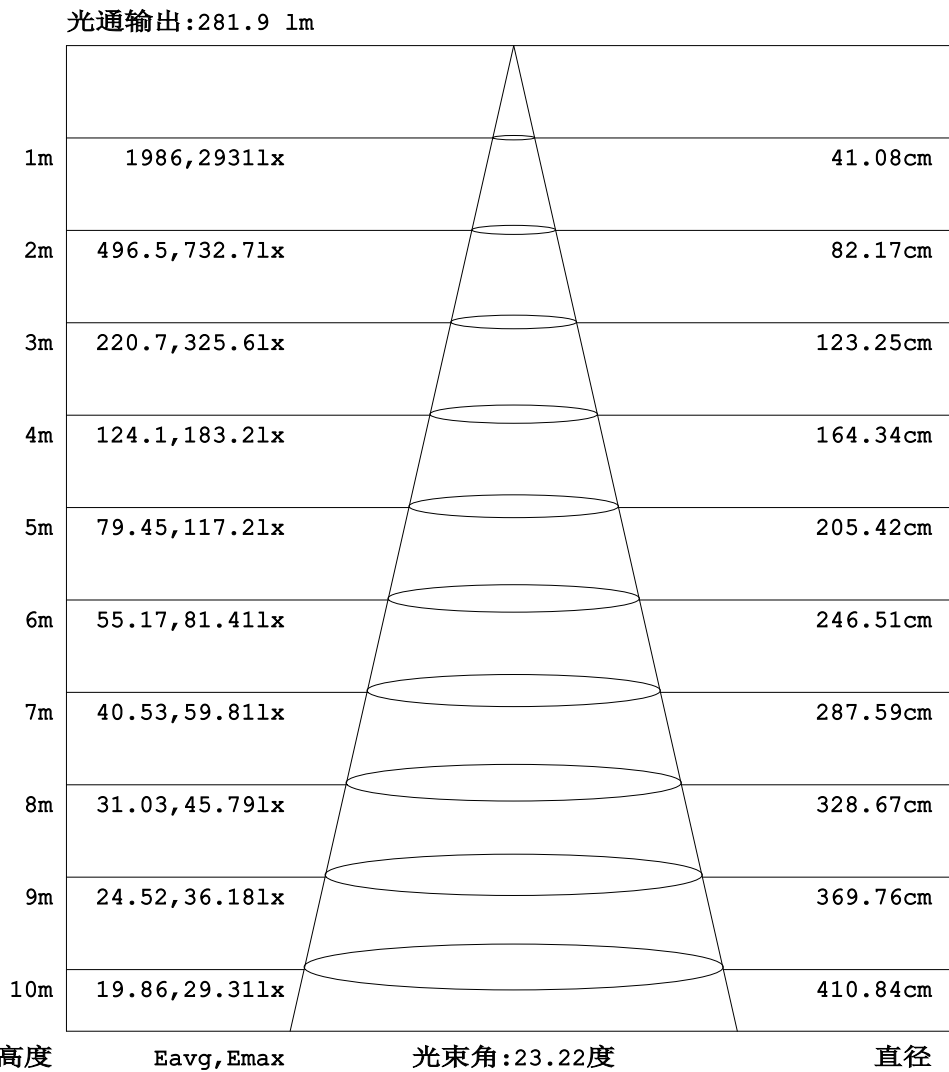 光通输出:281.9 lm
1m 1986,2931lx 41.08cm
2m 496.5,732.7lx 82.17cm
3m 220.7,325.6lx 123.25cm
4m 124.1,183.2lx 164.34cm
5m 79.45,117.2lx 205.42cm
6m 55.17,81.41lx 246.51cm
7m 40.53,59.81lx 287.59cm
8m 31.03,45.79lx 328.67cm
9m 24.52,36.18lx 369.76cm
10m 19.86,29.31lx 410.84cm
高度 Eavg,Emax 光束角:23.22度 直径